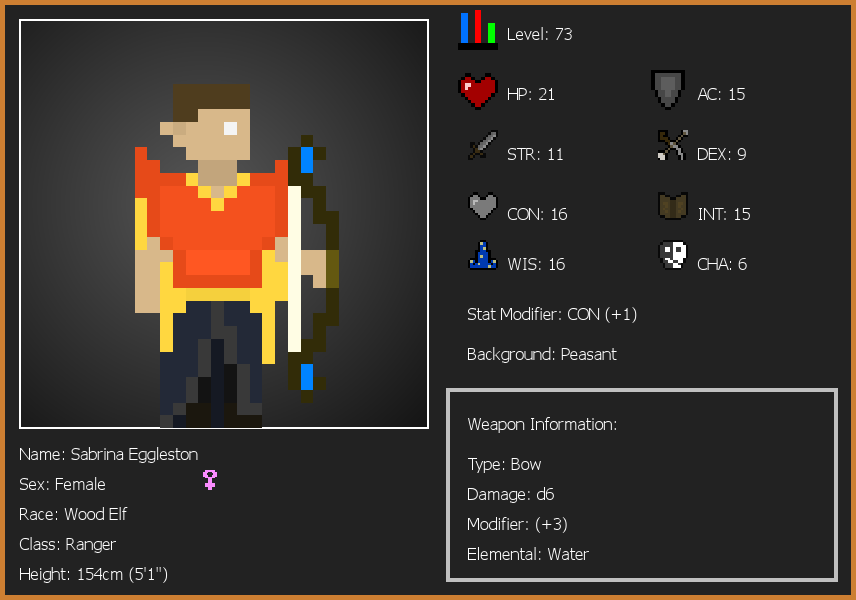 Level: 73
HP: 21
AC: 15
STR: 11
DEX: 9
CON: 16
INT: 15
WIS: 16
CHA: 6
Stat Modifier: CON (+1)
Background: Peasant
Weapon Information:
Type: Bow
Damage: d6
Modifier: (+3)
Elemental: Water
Name: Sabrina Eggleston
Sex: Female
Race: Wood Elf
Class: Ranger
Height: 154cm (5'1")